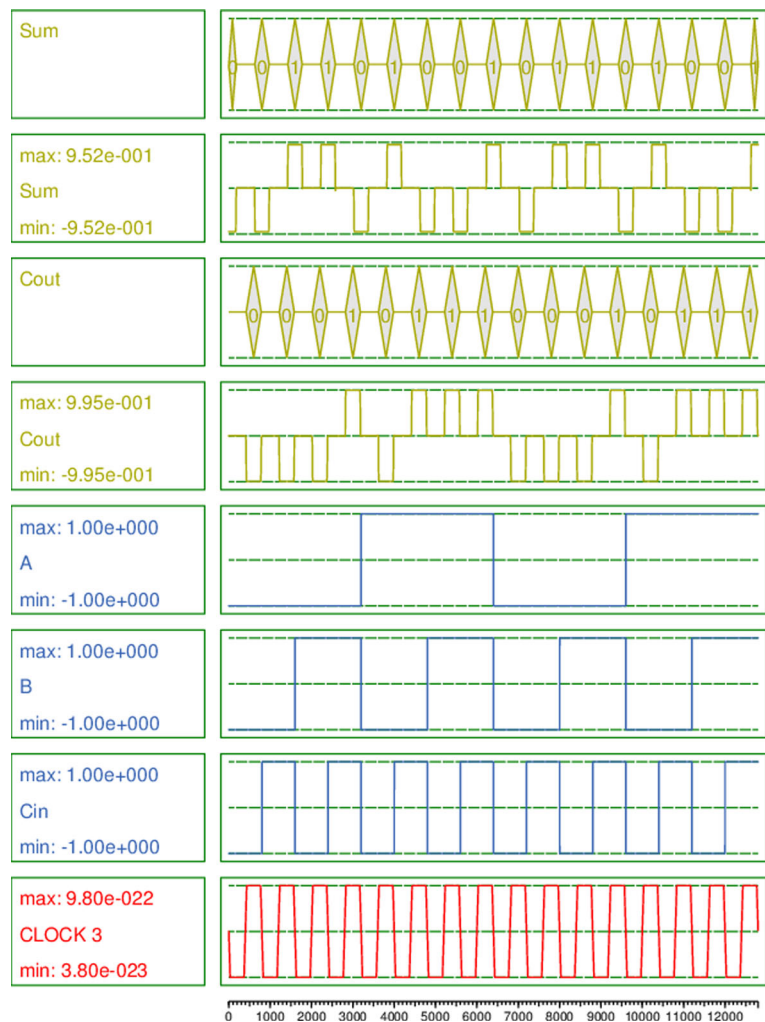 Sum
0 0 1 1 0 1 0 0 1 0 1 1 0 1 0 0 1
max: 9.52e-001
Sum
min: -9.52e-001
Cout
0 0 0 1 0 1 1 1 0 0 0 1 0 1 1 1
max: 9.95e-001
Cout
min: -9.95e-001
max: 1.00e+000
A
min: -1.00e+000
max: 1.00e+000
B
min: -1.00e+000
max: 1.00e+000
Cin
min: -1.00e+000
max: 9.80e-022
CLOCK 3
min: 3.80e-023
0 1000 2000 3000 4000 5000 6000 7000 8000 9000 10000 11000 12000